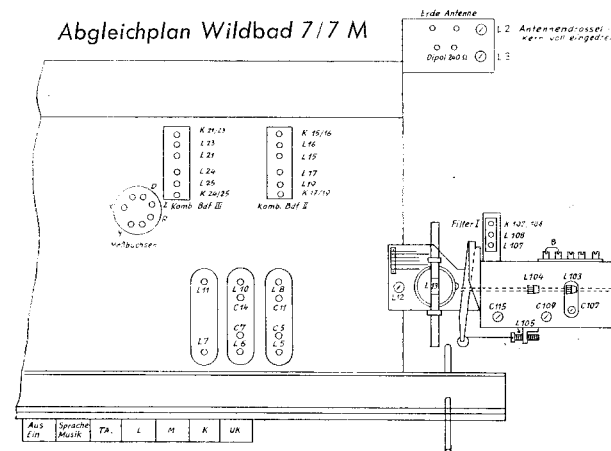 Abgleichplan Wildbad 7/7 M
Erde Antenne
L 2 Antennendrossel
Kern voll eingedre
Dipol 240 Ω
L 3
K 21/23
L 23
L 21
L 24
L 25
K 24/25
Komb. Bdf III
K 15/16
L 16
L 15
L 17
L 19
K 17/19
Komb. Bdf II
Meßbuchsen
Filter I
K 107, 108
L 108
L 107
B
L 12
L 13
L 104
L 103
C 115
C 109
C 107
L 105
L 11
L 10
L 8
C 14
C 11
C 7
C 5
L 7
L 6
L 5
Aus
Ein
Sprache
Musik
TA.
L
M
K
UK